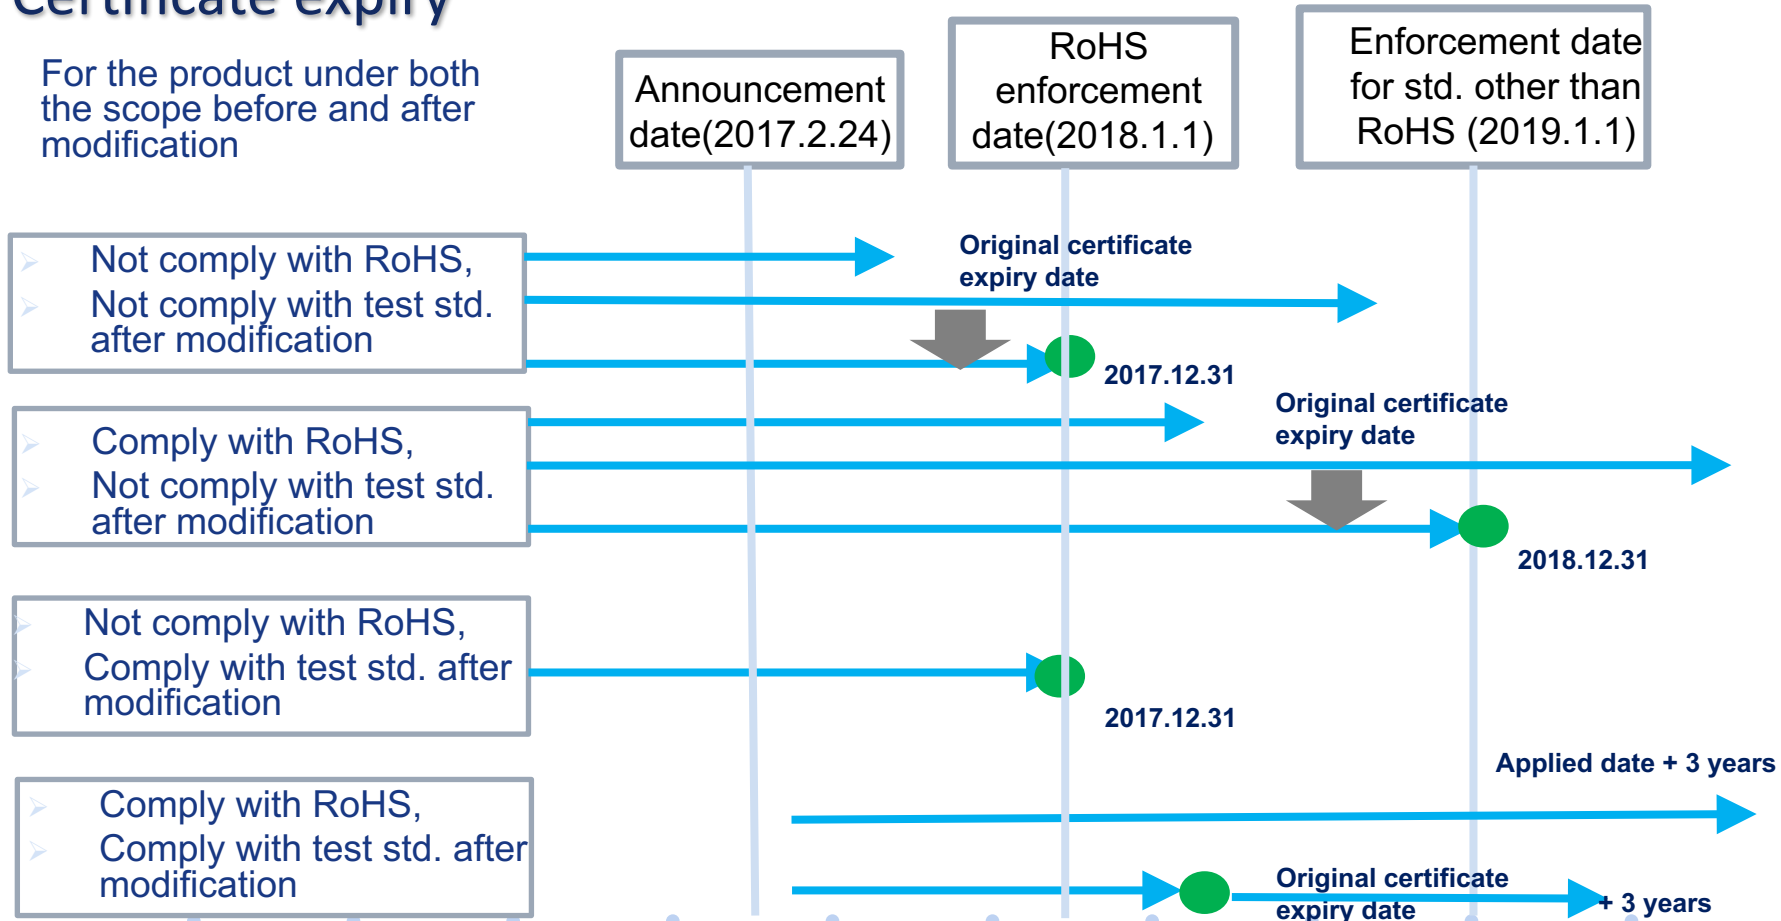 Certificate expiry
For the product under both
the scope before and after
modification
Announcement
date(2017.2.24)
RoHS
enforcement
date(2018.1.1)
Enforcement date
for std. other than
RoHS (2019.1.1)
Not comply with RoHS,
Not comply with test std.
after modification
Original certificate
expiry date
2017.12.31
Comply with RoHS,
Not comply with test std.
after modification
Original certificate
expiry date
2018.12.31
Not comply with RoHS,
Comply with test std. after
modification
2017.12.31
Comply with RoHS,
Comply with test std. after
modification
Applied date + 3 years
Original certificate
expiry date
+ 3 years